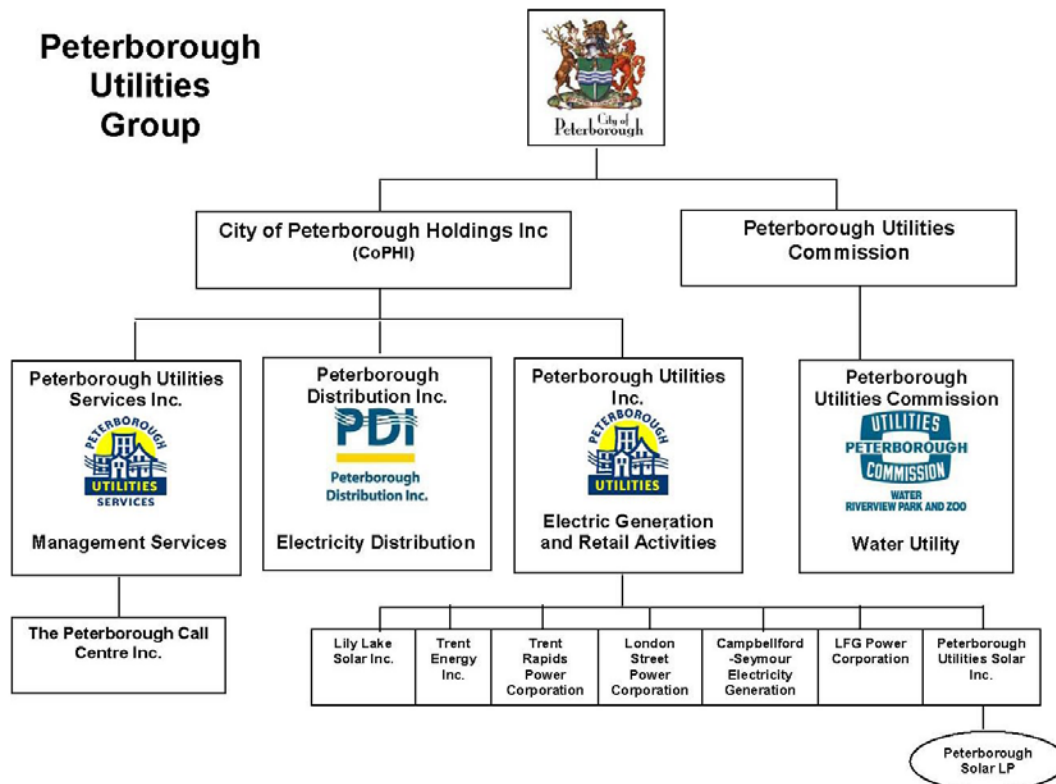 Peterborough
Utilities
Group
City of
Peterborough
City of Peterborough Holdings Inc
(CoPHI)
Peterborough Utilities
Commission
Peterborough Utilities
Services Inc.
PETERBOROUGH
UTILITIES
SERVICES
Management Services
Peterborough
Distribution Inc.
PDI
Peterborough
Distribution Inc.
Electricity Distribution
Peterborough Utilities
Inc.
PETERBOROUGH
UTILITIES
Electric Generation
and Retail Activities
Peterborough
Utilities Commission
UTILITIES
PETERBOROUGH
COMMISSION
WATER
RIVERVIEW PARK AND ZOO
Water Utility
The Peterborough Call
Centre Inc.
Lily Lake
Solar Inc.
Trent
Energy
Inc.
Trent
Rapids
Power
Corporation
London
Street
Power
Corporation
Campbellford
-Seymour
Electricity
Generation
LFG Power
Corporation
Peterborough
Utilities Solar
Inc.
Peterborough
Solar LP